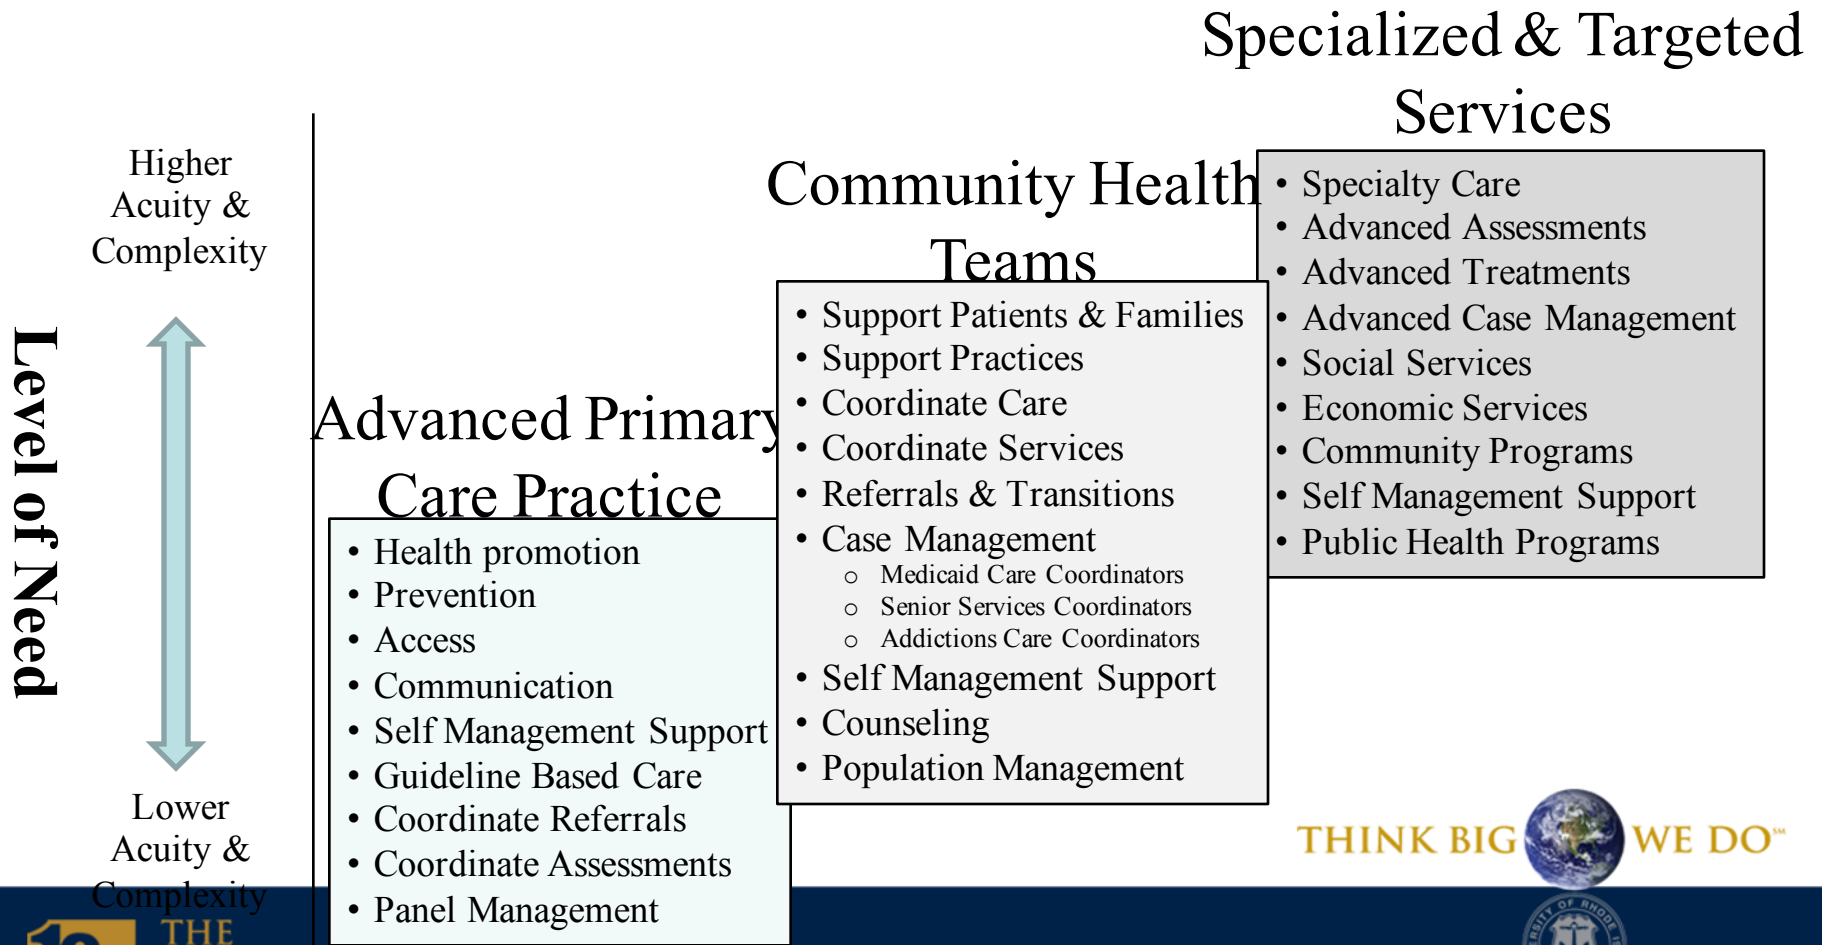 Specialized & Targeted
Services
Higher
Acuity &
Complexity
Level of Need
Lower
Acuity &
Complexity
Advanced Primary
Care Practice
• Health promotion
• Prevention
• Access
• Communication
• Self Management Support
• Guideline Based Care
• Coordinate Referrals
• Coordinate Assessments
• Panel Management
Community Health
Teams
• Support Patients & Families
• Support Practices
• Coordinate Care
• Coordinate Services
• Referrals & Transitions
• Case Management
o Medicaid Care Coordinators
o Senior Services Coordinators
o Addictions Care Coordinators
• Self Management Support
• Counseling
• Population Management
• Specialty Care
• Advanced Assessments
• Advanced Treatments
• Advanced Case Management
• Social Services
• Economic Services
• Community Programs
• Self Management Support
• Public Health Programs
THINK BIG WE DO℠
THE